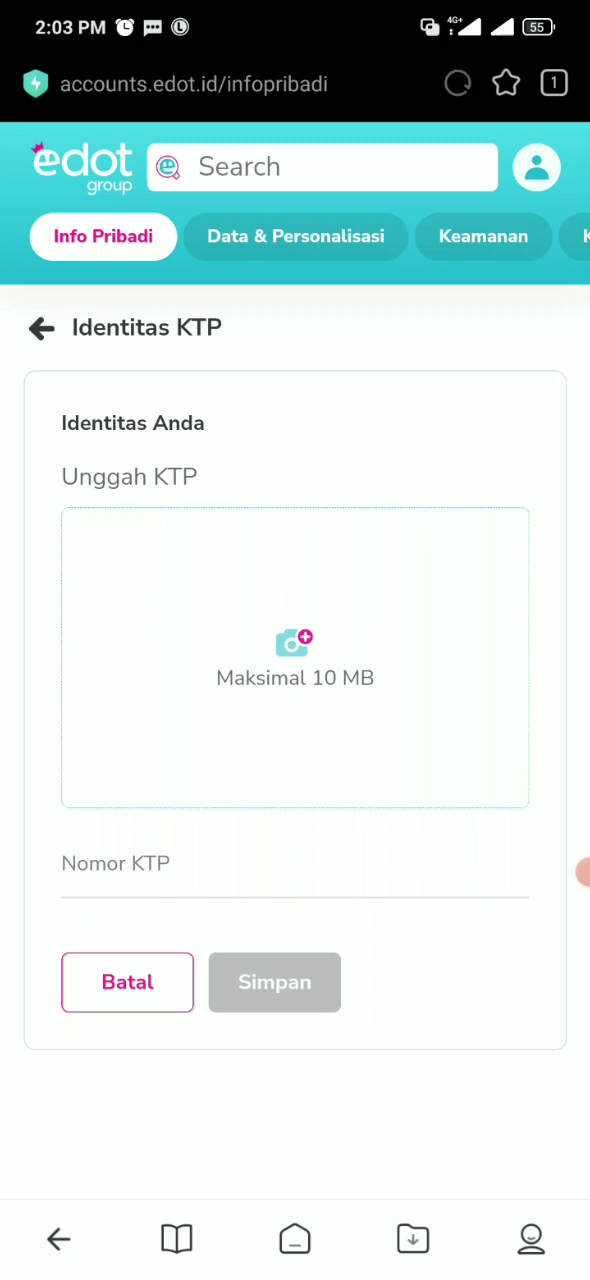 2:03 PM
4G+
55
accounts.edot.id/infopribadi
1
edot
group
Search
Info Pribadi
Data & Personalisasi
Keamanan
K
Identitas KTP
Identitas Anda
Unggah KTP
Maksimal 10 MB
Nomor KTP
Batal
Simpan